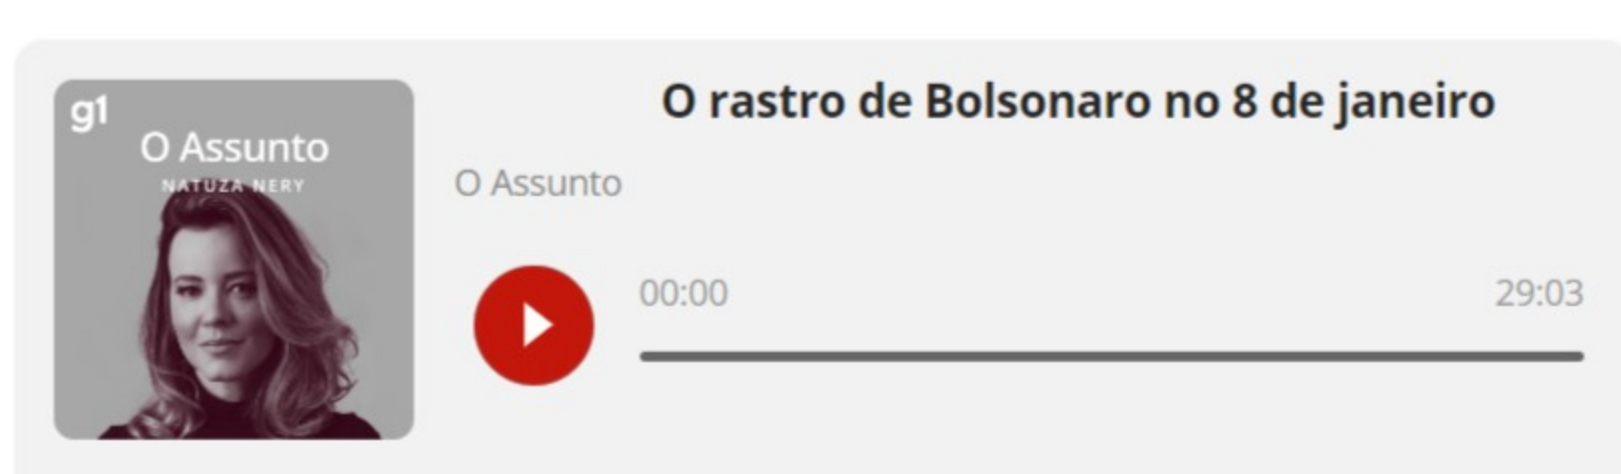 g1
O Assunto
NATUZA NERY
O rastro de Bolsonaro no 8 de janeiro
O Assunto
00:00
29:03